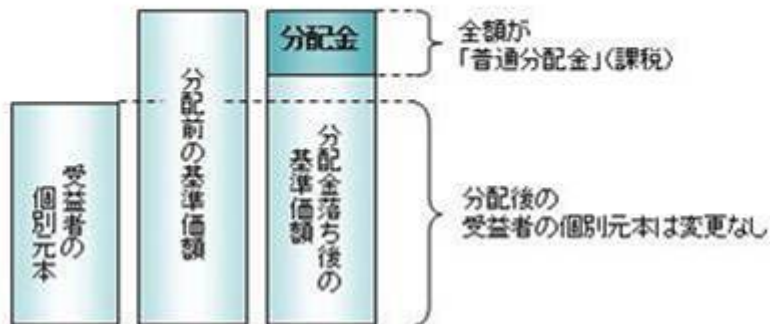 受益者の
個別元本
分配前の基準価額
分配金
分配金落ち後の
基準価額
全額が
「普通分配金」(課税)
分配後の
受益者の個別元本は変更なし